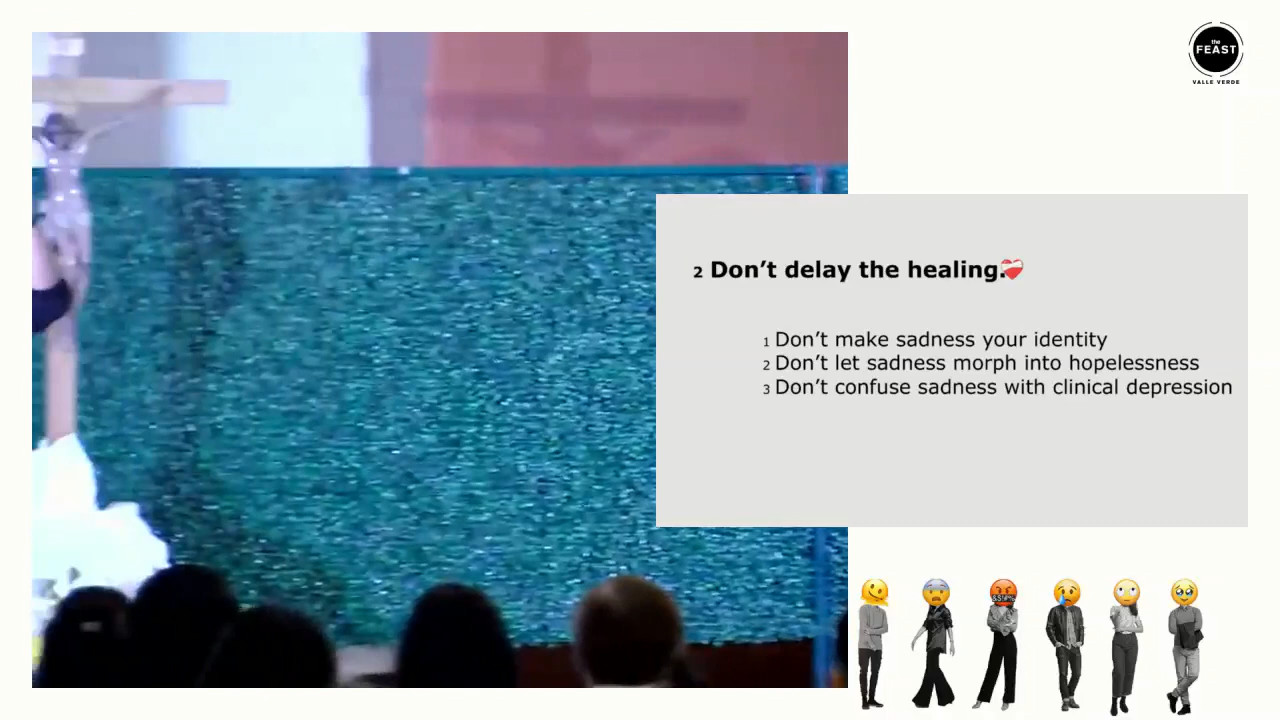 the
FEAST
VALLE VERDE
2 Don’t delay the healing.
1 Don’t make sadness your identity
2 Don’t let sadness morph into hopelessness
3 Don’t confuse sadness with clinical depression
&$!#%